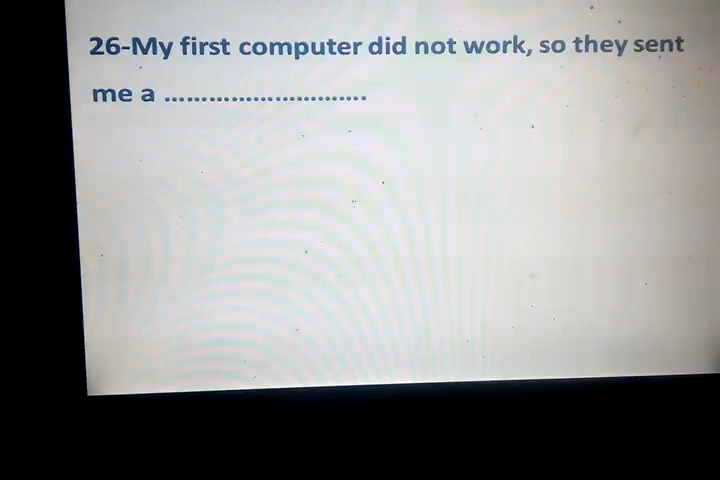 26-My first computer did not work, so they sent
me a ............................